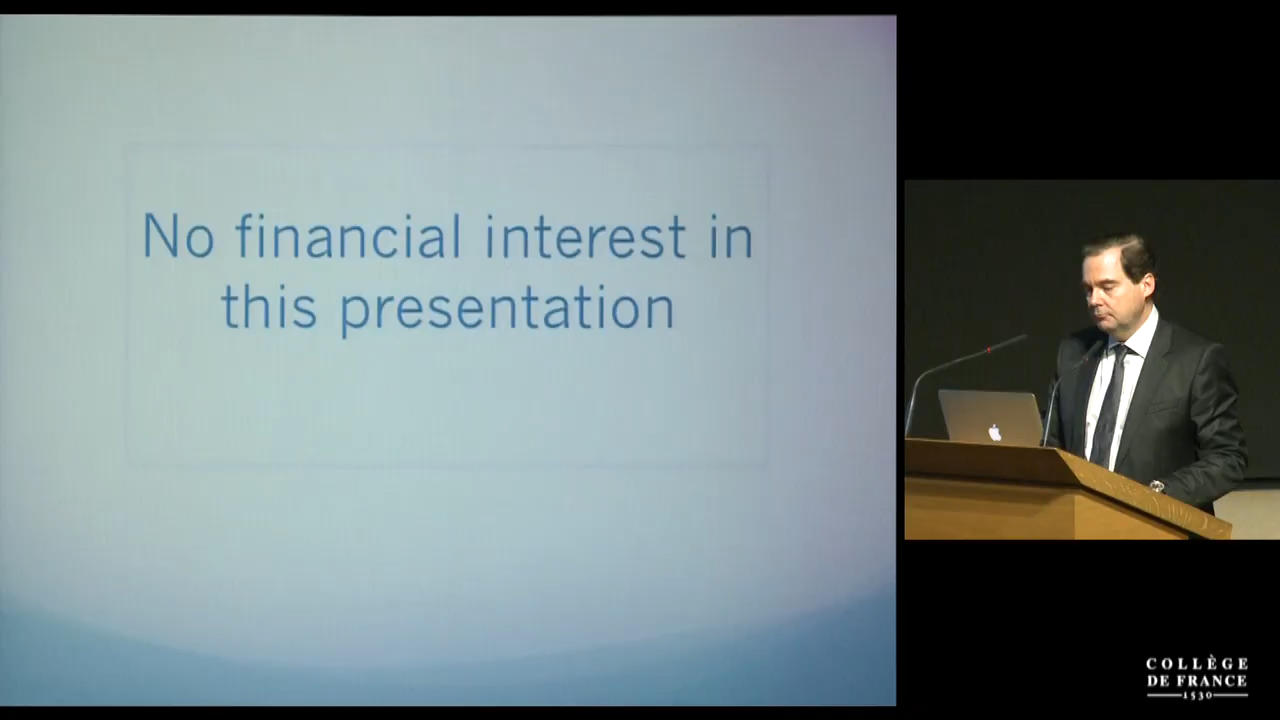 No financial interest in
this presentation
COLLÈGE
DE FRANCE
1530